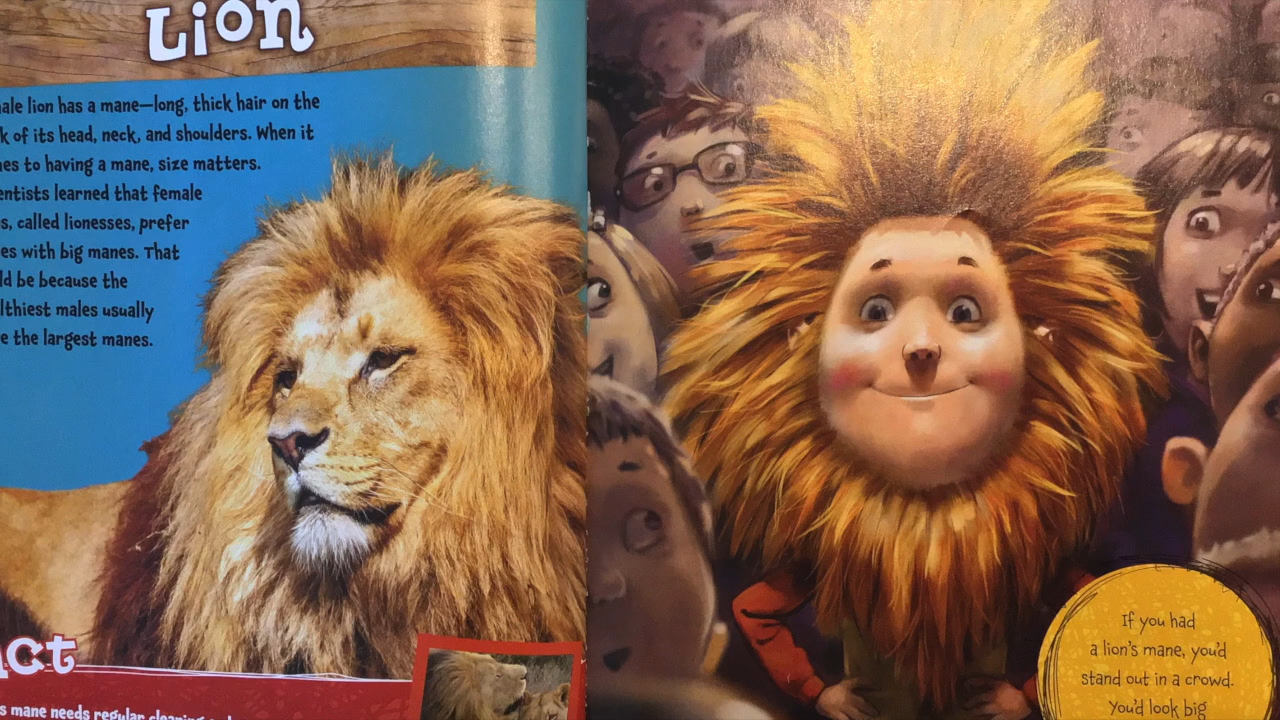 Lion
ale lion has a mane—long, thick hair on the
k of its head, neck, and shoulders. When it
es to having a mane, size matters.
entists learned that female
s, called lionesses, prefer
es with big manes. That
ld be because the
lthiest males usually
e the largest manes.
act
s mane needs regular cleaning
If you had
a lion's mane, you'd
stand out in a crowd.
You'd look big